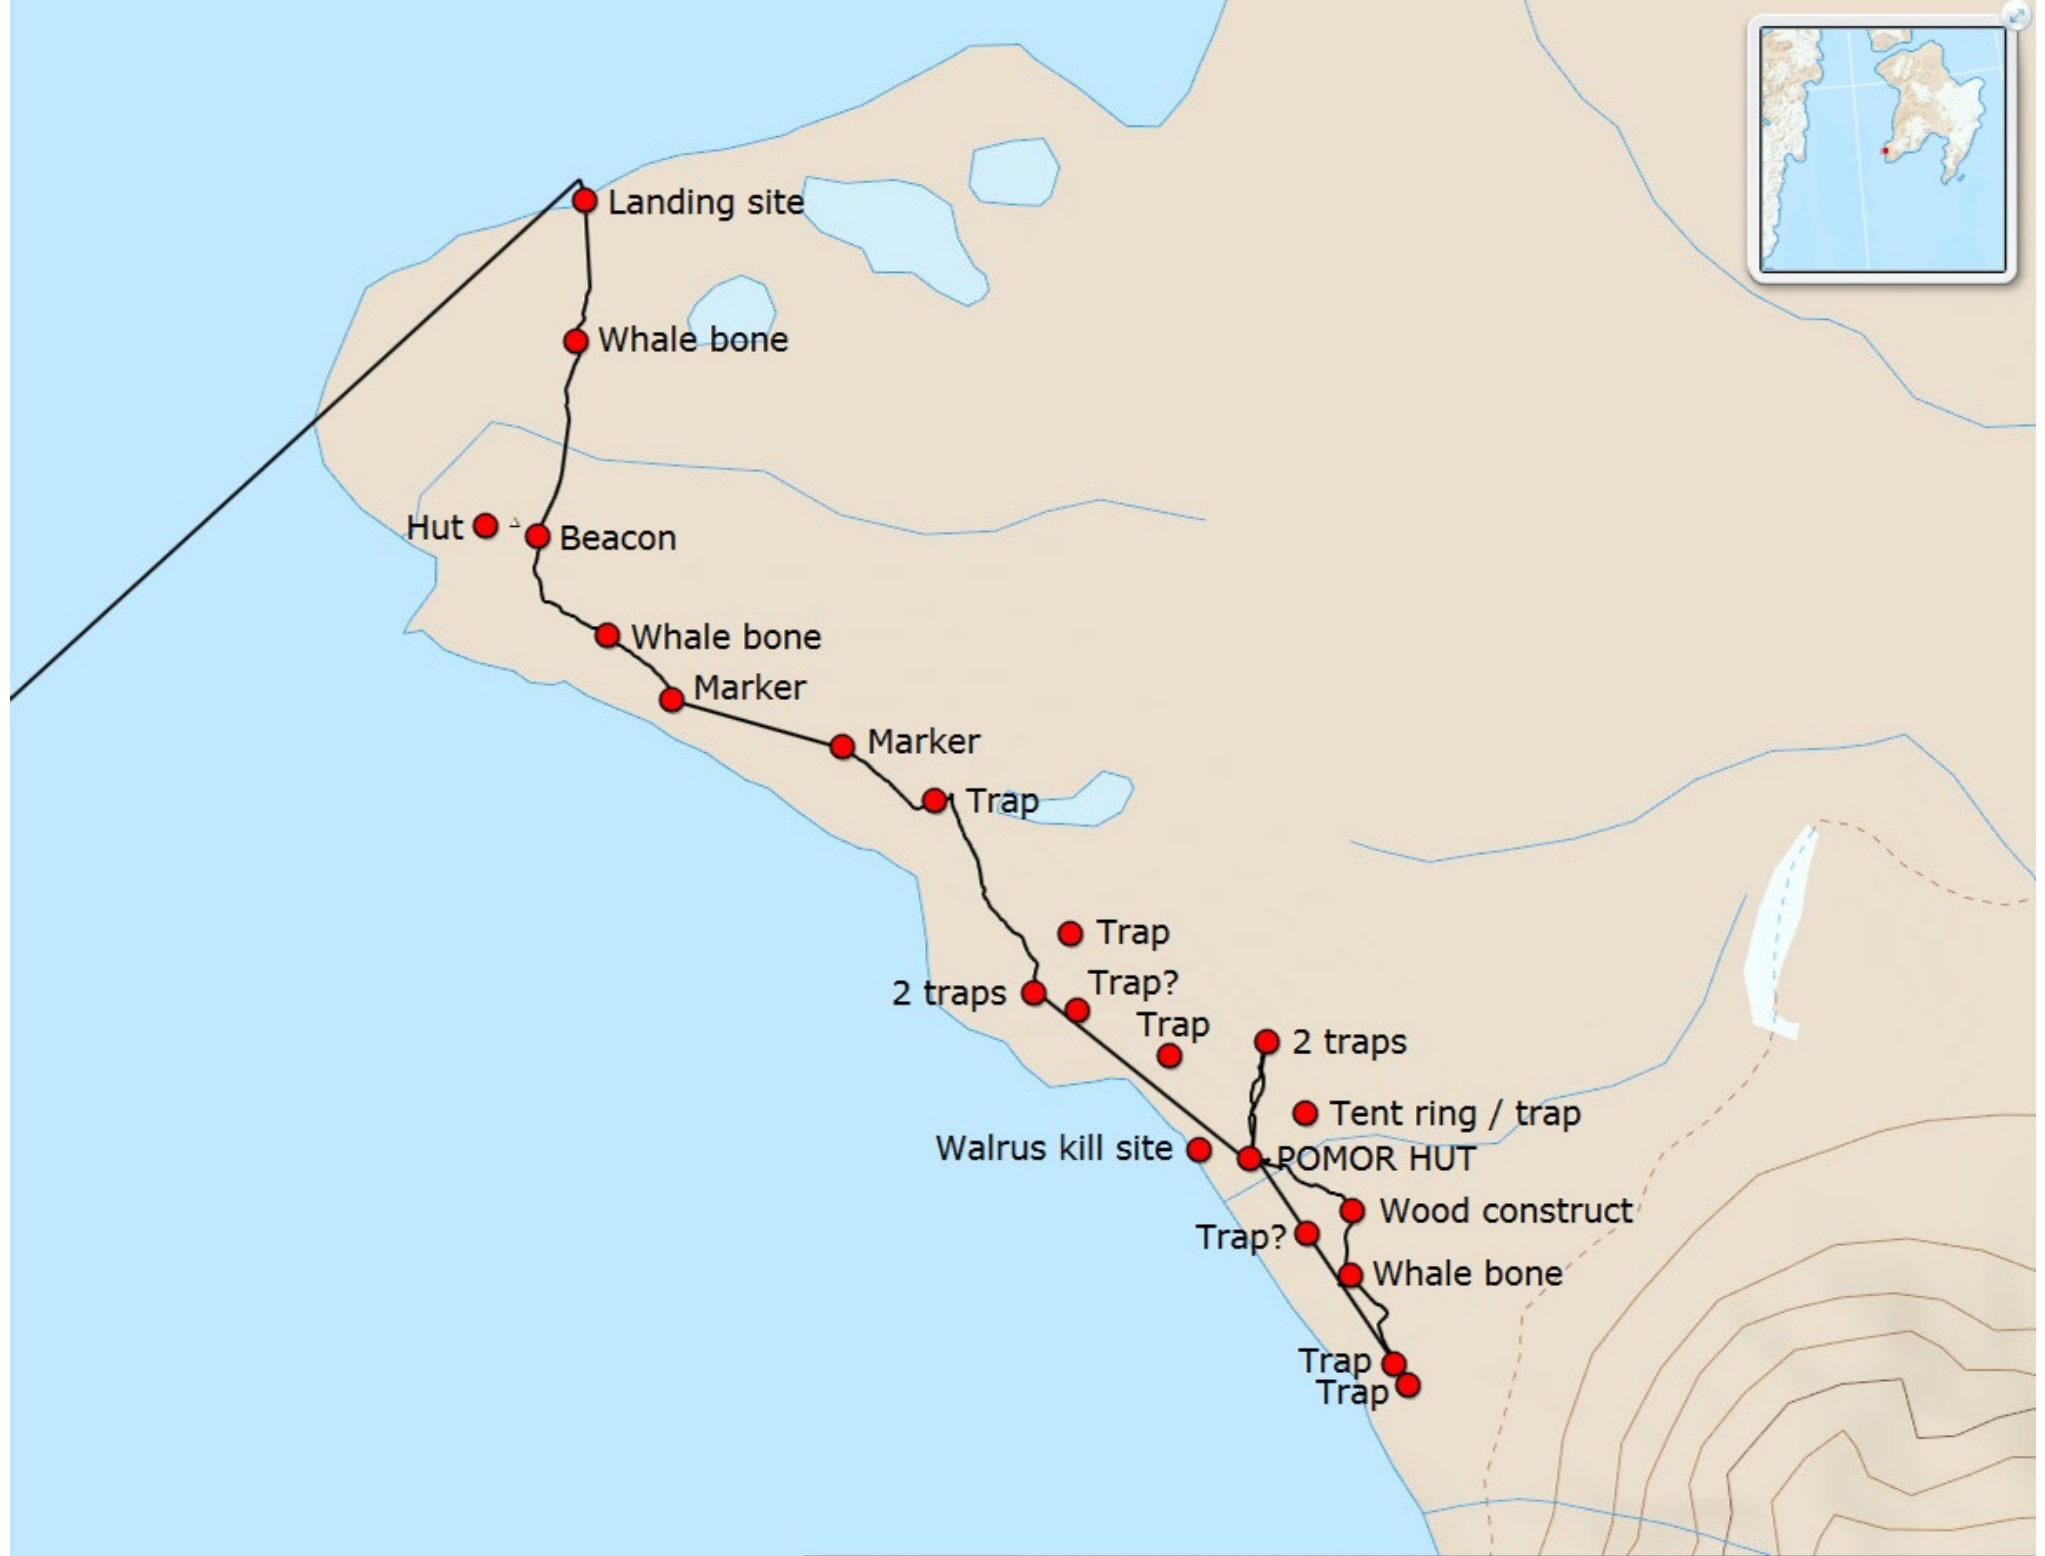 Landing site
Whale bone
Hut
Beacon
Whale bone
Marker
Marker
Trap
Trap
Trap?
2 traps
Trap
2 traps
Tent ring / trap
Walrus kill site
POMOR HUT
Wood construct
Trap?
Whale bone
Trap
Trap